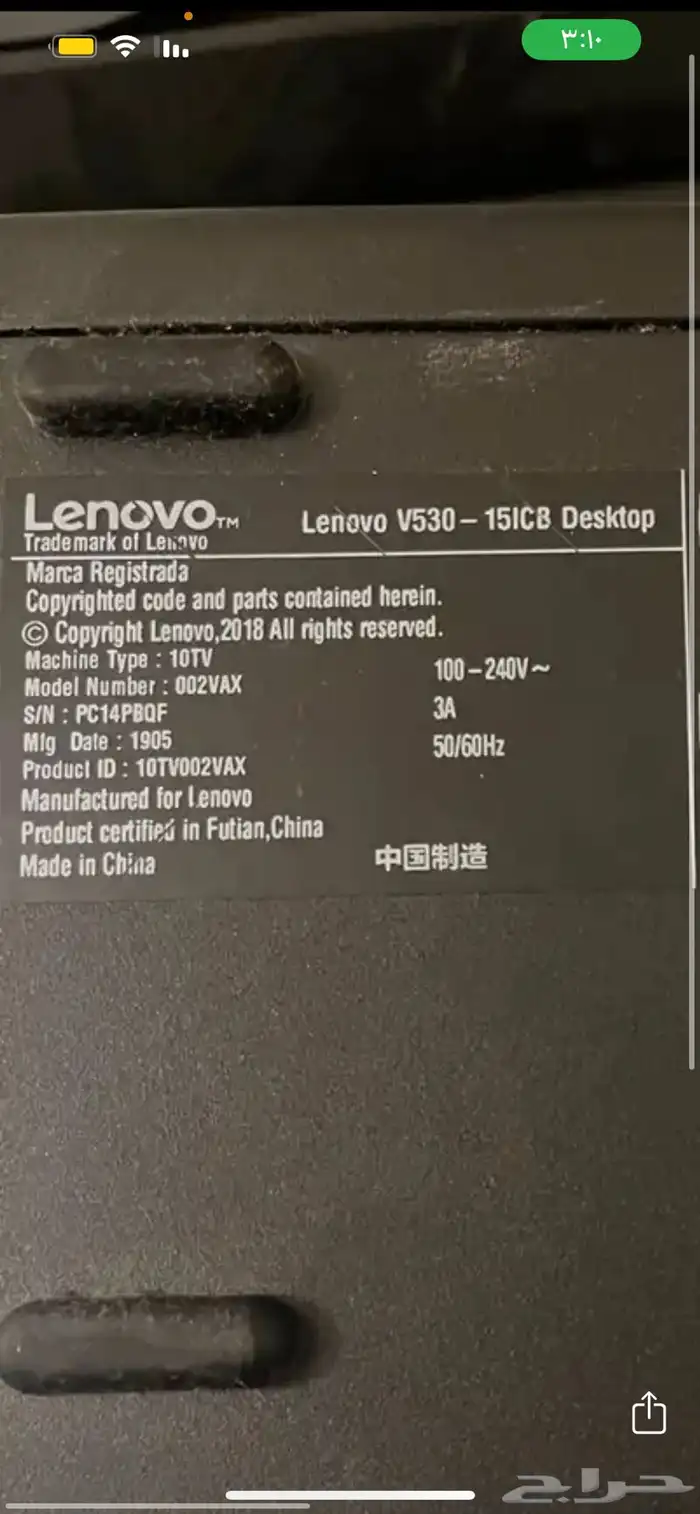 ٣:١٠
Lenovo™
Lenovo V530-15ICB Desktop
Trademark of Lenovo
Marca Registrada
Copyrighted code and parts contained herein.
© Copyright Lenovo,2018 All rights reserved.
Machine Type : 10TV
100-240V~
Model Number : 002VAX
S/N : PC14PBQF
3A
Mfg Date : 1905
50/60Hz
Product ID : 10TV002VAX
Manufactured for Lenovo
Product certified in Futian,China
Made in China
中国制造
حراج